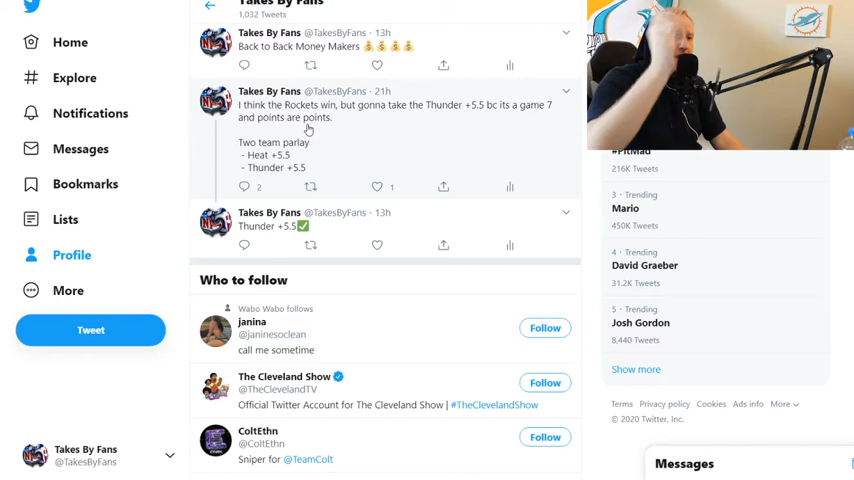 Takes By Fans
1,032 Tweets
Home
Explore
Notifications
Messages
Bookmarks
Lists
Profile
More
Tweet
Takes By Fans
@TakesByFans
Takes By Fans @TakesByFans · 13h
Back to Back Money Makers 💰💰💰💰
Takes By Fans @TakesByFans · 21h
I think the Rockets win, but gonna take the Thunder +5.5 bc its a game 7
and points are points.
Two team parlay
- Heat +5.5
- Thunder +5.5
2
1
Takes By Fans @TakesByFans · 13h
Thunder +5.5✅
Who to follow
Wabo Wabo follows
janina
@janinesoclean
call me sometime
Follow
The Cleveland Show
@TheClevelandTV
Official Twitter Account for The Cleveland Show | #TheClevelandShow
Follow
ColtEthn
@ColtEthn
Sniper for @TeamColt
Follow
#PitMad
216K Tweets
3 · Trending
Mario
450K Tweets
4 · Trending
David Graeber
31.2K Tweets
5 · Trending
Josh Gordon
8,440 Tweets
Show more
Terms Privacy policy Cookies Ads info More
© 2020 Twitter, Inc.
Messages